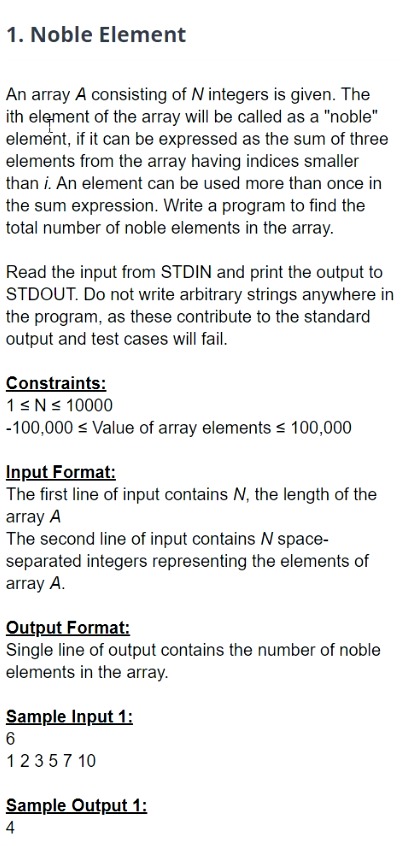 1. Noble Element
An array A consisting of N integers is given. The
ith element of the array will be called as a "noble"
element, if it can be expressed as the sum of three
elements from the array having indices smaller
than i. An element can be used more than once in
the sum expression. Write a program to find the
total number of noble elements in the array.
Read the input from STDIN and print the output to
STDOUT. Do not write arbitrary strings anywhere in
the program, as these contribute to the standard
output and test cases will fail.
Constraints:
1 ≤ N ≤ 10000
-100,000 ≤ Value of array elements ≤ 100,000
Input Format:
The first line of input contains N, the length of the
array A
The second line of input contains N space-
separated integers representing the elements of
array A.
Output Format:
Single line of output contains the number of noble
elements in the array.
Sample Input 1:
6
1 2 3 5 7 10
Sample Output 1:
4